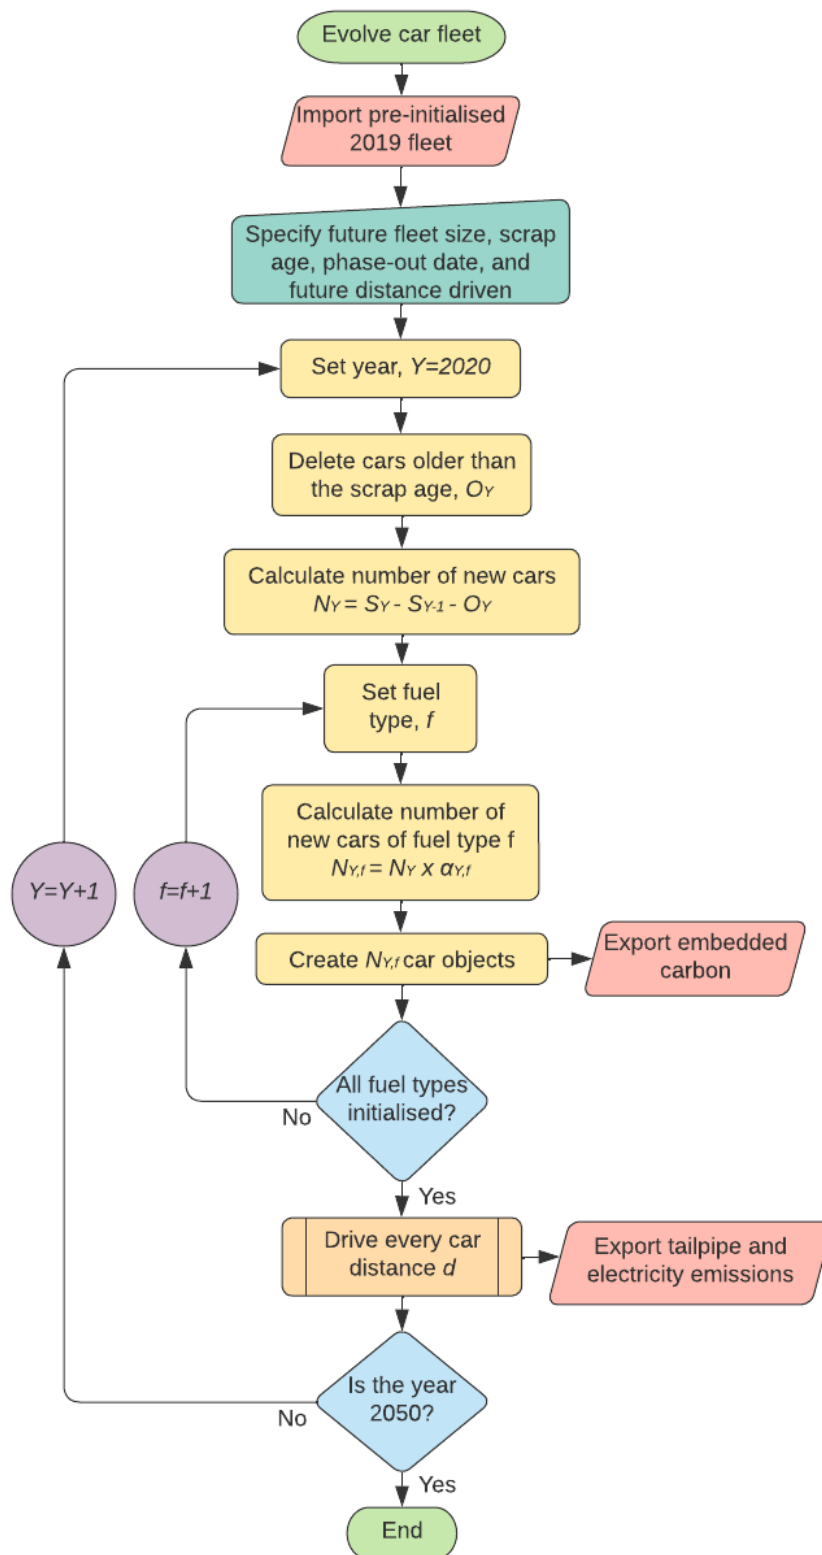 Evolve car fleet
Import pre-initialised
2019 fleet
Specify future fleet size, scrap
age, phase-out date, and
future distance driven
Set year, Y=2020
Delete cars older than
the scrap age, OY
Calculate number of new cars
NY = SY - SY-1 - OY
Set fuel
type, f
Calculate number of
new cars of fuel type f
NY,f = NY x αY,f
Y=Y+1
f=f+1
Create NY,f car objects
Export embedded
carbon
All fuel types
initialised?
No
Yes
Drive every car
distance d
Export tailpipe and
electricity emissions
Is the year
2050?
No
Yes
End